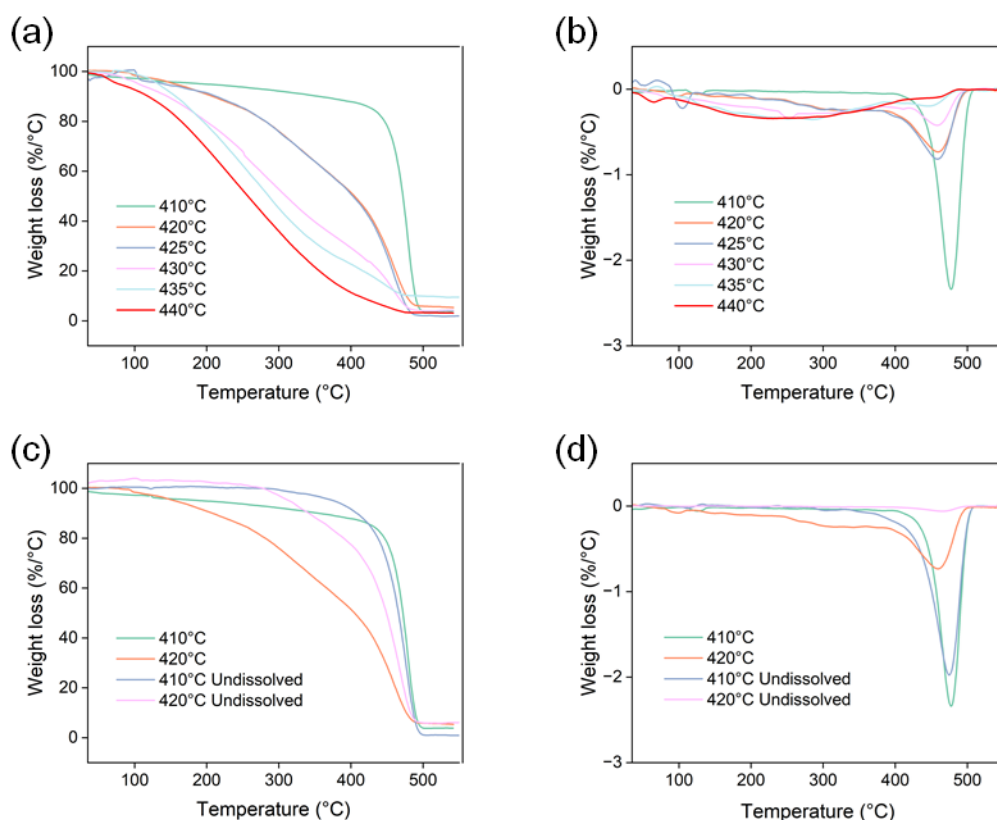 (a)
100
80
60
40
20
0
Weight loss (%/°C)
410°C
420°C
425°C
430°C
435°C
440°C
100 200 300 400 500
Temperature (°C)
(b)
0
−1
−2
−3
Weight loss (%/°C)
410°C
420°C
425°C
430°C
435°C
440°C
100 200 300 400 500
Temperature (°C)
(c)
100
80
60
40
20
0
Weight loss (%/°C)
410°C
420°C
410°C Undissolved
420°C Undissolved
100 200 300 400 500
Temperature (°C)
(d)
0
−1
−2
−3
Weight loss (%/°C)
410°C
420°C
410°C Undissolved
420°C Undissolved
100 200 300 400 500
Temperature (°C)